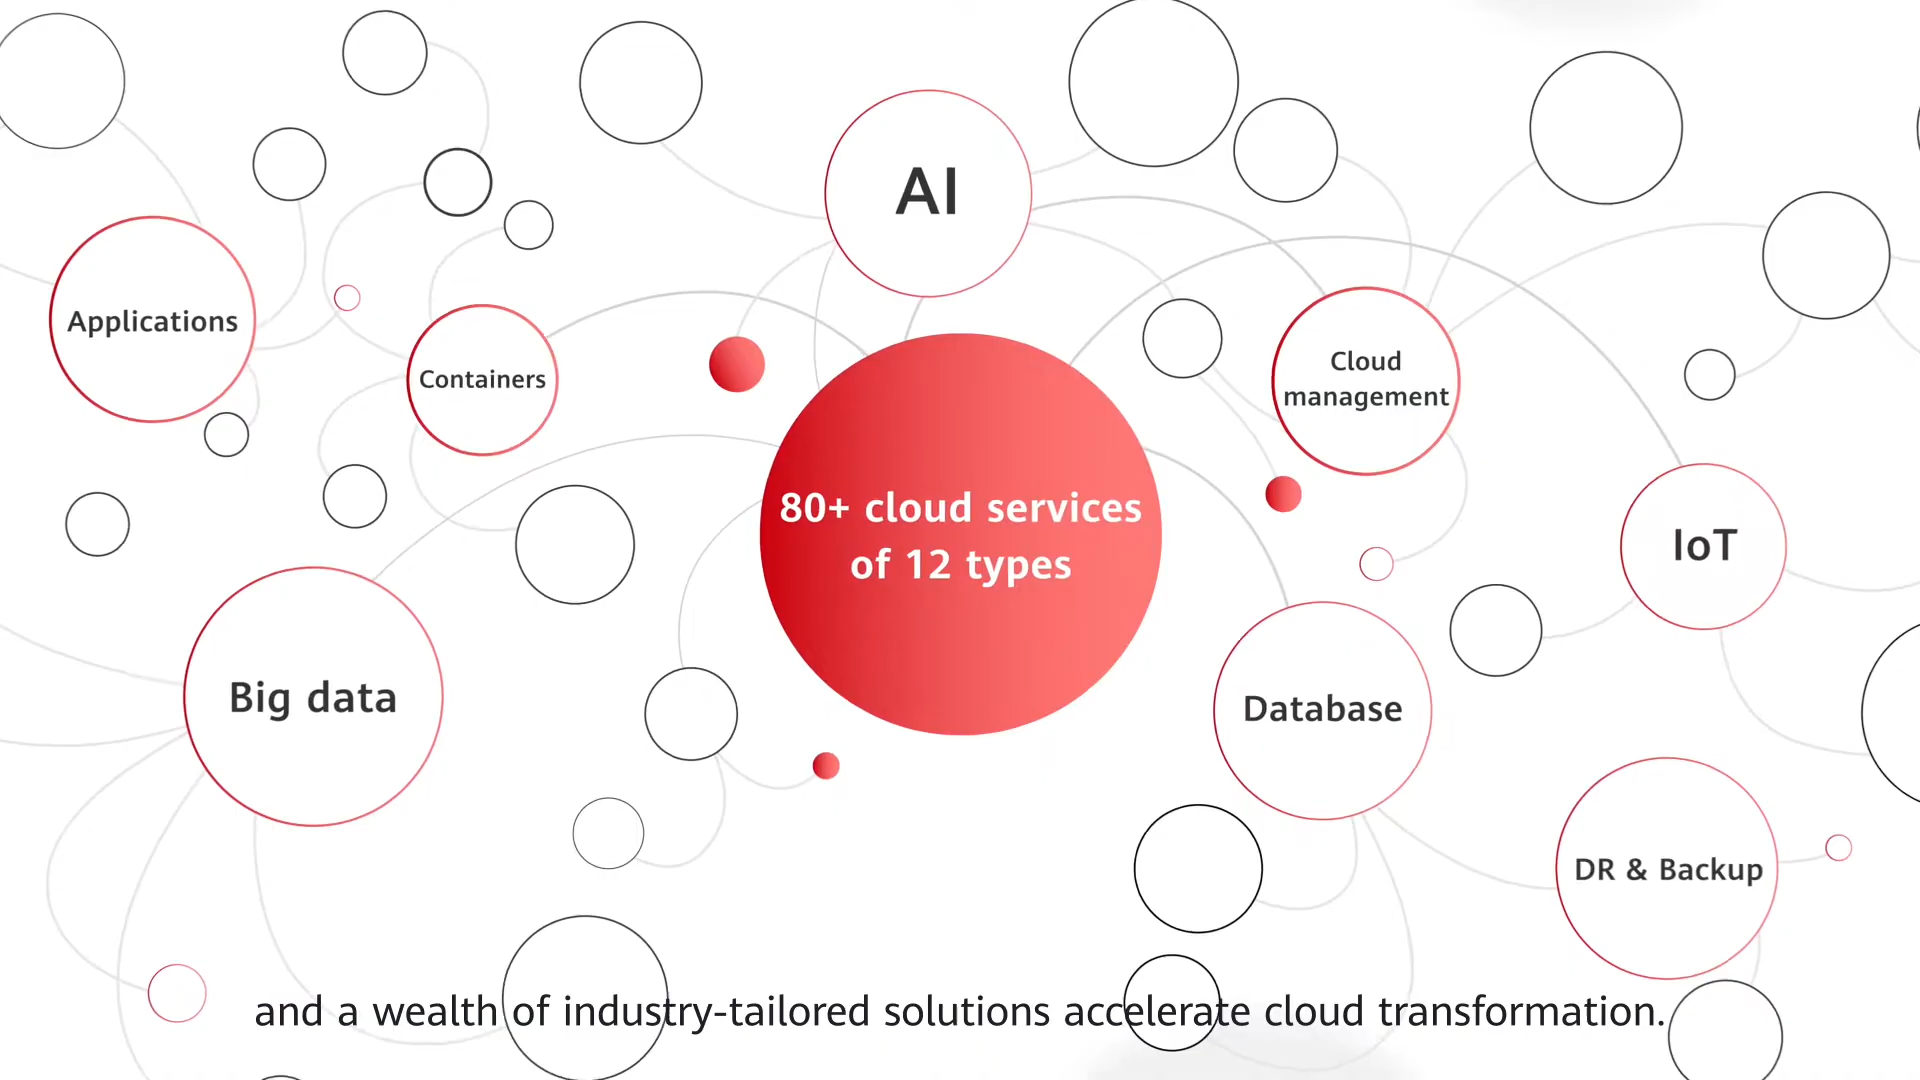 AI
Applications
Containers
Cloud
management
80+ cloud services
of 12 types
IoT
Big data
Database
DR & Backup
and a wealth of industry-tailored solutions accelerate cloud transformation.